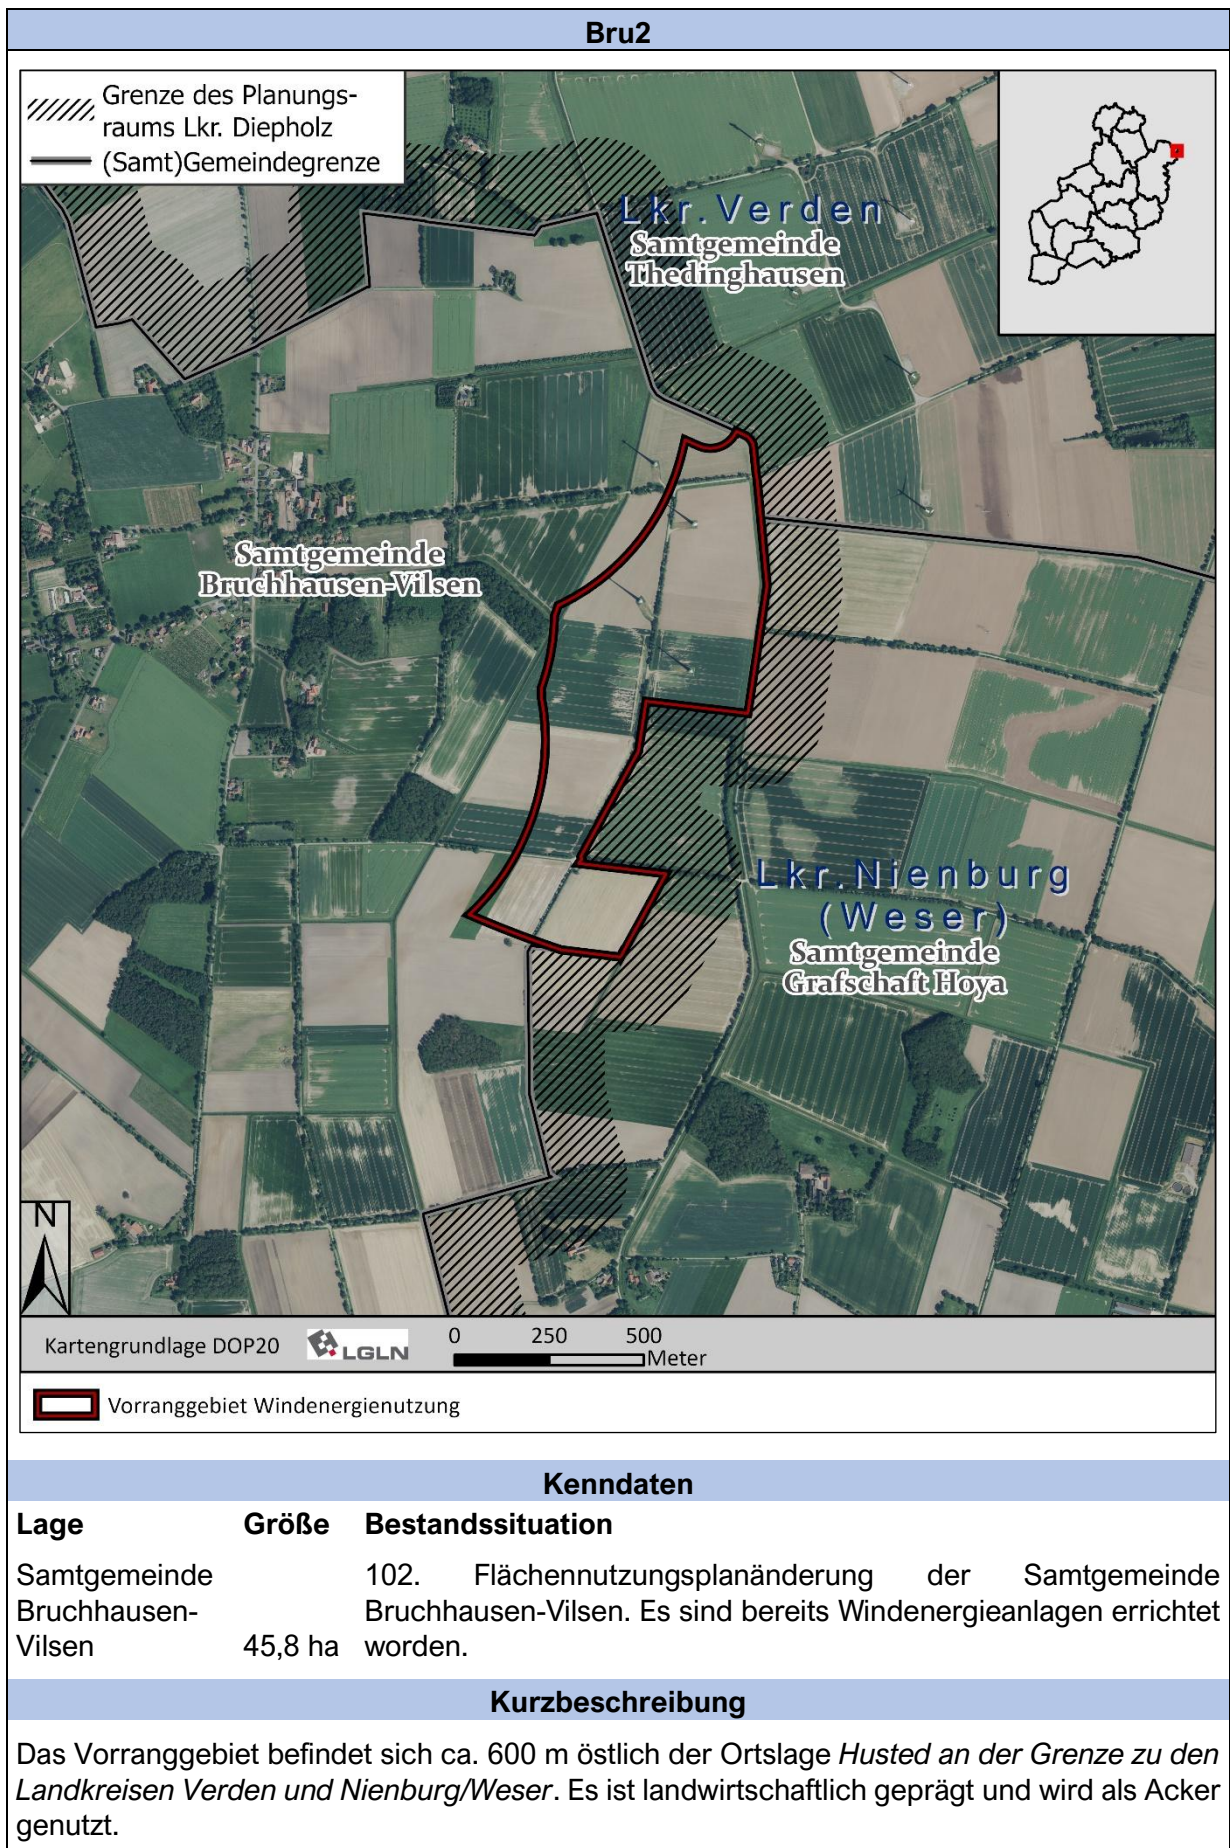 Bru2
Grenze des Planungs-
raums Lkr. Diepholz
(Samt)Gemeindegrenze
Lkr. Verden
Samtgemeinde
Thedinghausen
Samtgemeinde
Bruchhausen-Vilsen
Lkr. Nienburg
(Weser)
Samtgemeinde
Grafschaft Hoya
N
Kartengrundlage DOP20
LGLN
0 250 500
Meter
Vorranggebiet Windenergienutzung
Kenndaten
Lage Größe Bestandssituation
Samtgemeinde 102. Flächennutzungsplanänderung der Samtgemeinde
Bruchhausen- Bruchhausen-Vilsen. Es sind bereits Windenergieanlagen errichtet
Vilsen 45,8 ha worden.
Kurzbeschreibung
Das Vorranggebiet befindet sich ca. 600 m östlich der Ortslage Husted an der Grenze zu den
Landkreisen Verden und Nienburg/Weser. Es ist landwirtschaftlich geprägt und wird als Acker
genutzt.